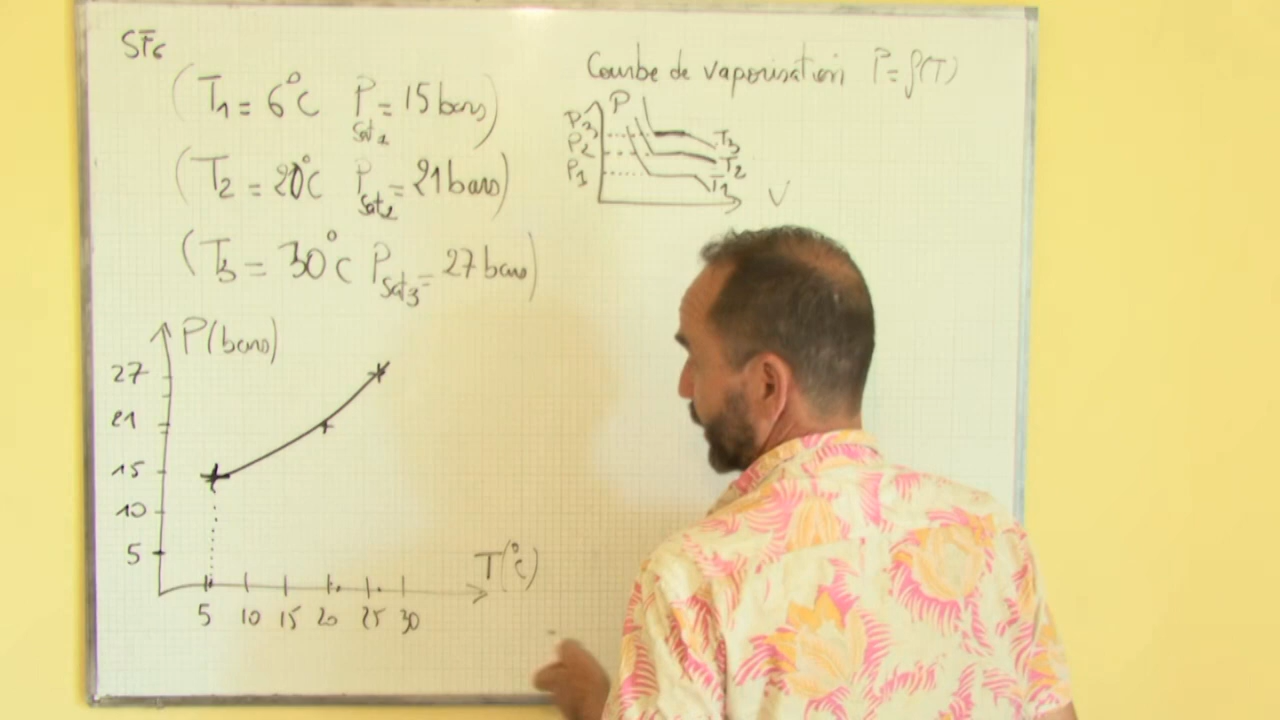 SF6
(T1 = 6°C Psat1 = 15 bars)
(T2 = 20°C Psat2 = 21 bars)
(T3 = 30°C Psat3 = 27 bars)
Courbe de vaporisation P = f(T)
P
P3
P2
P1
T3
T2
T1
V
P(bars)
27
21
15
10
5
T(°C)
5 10 15 20 25 30